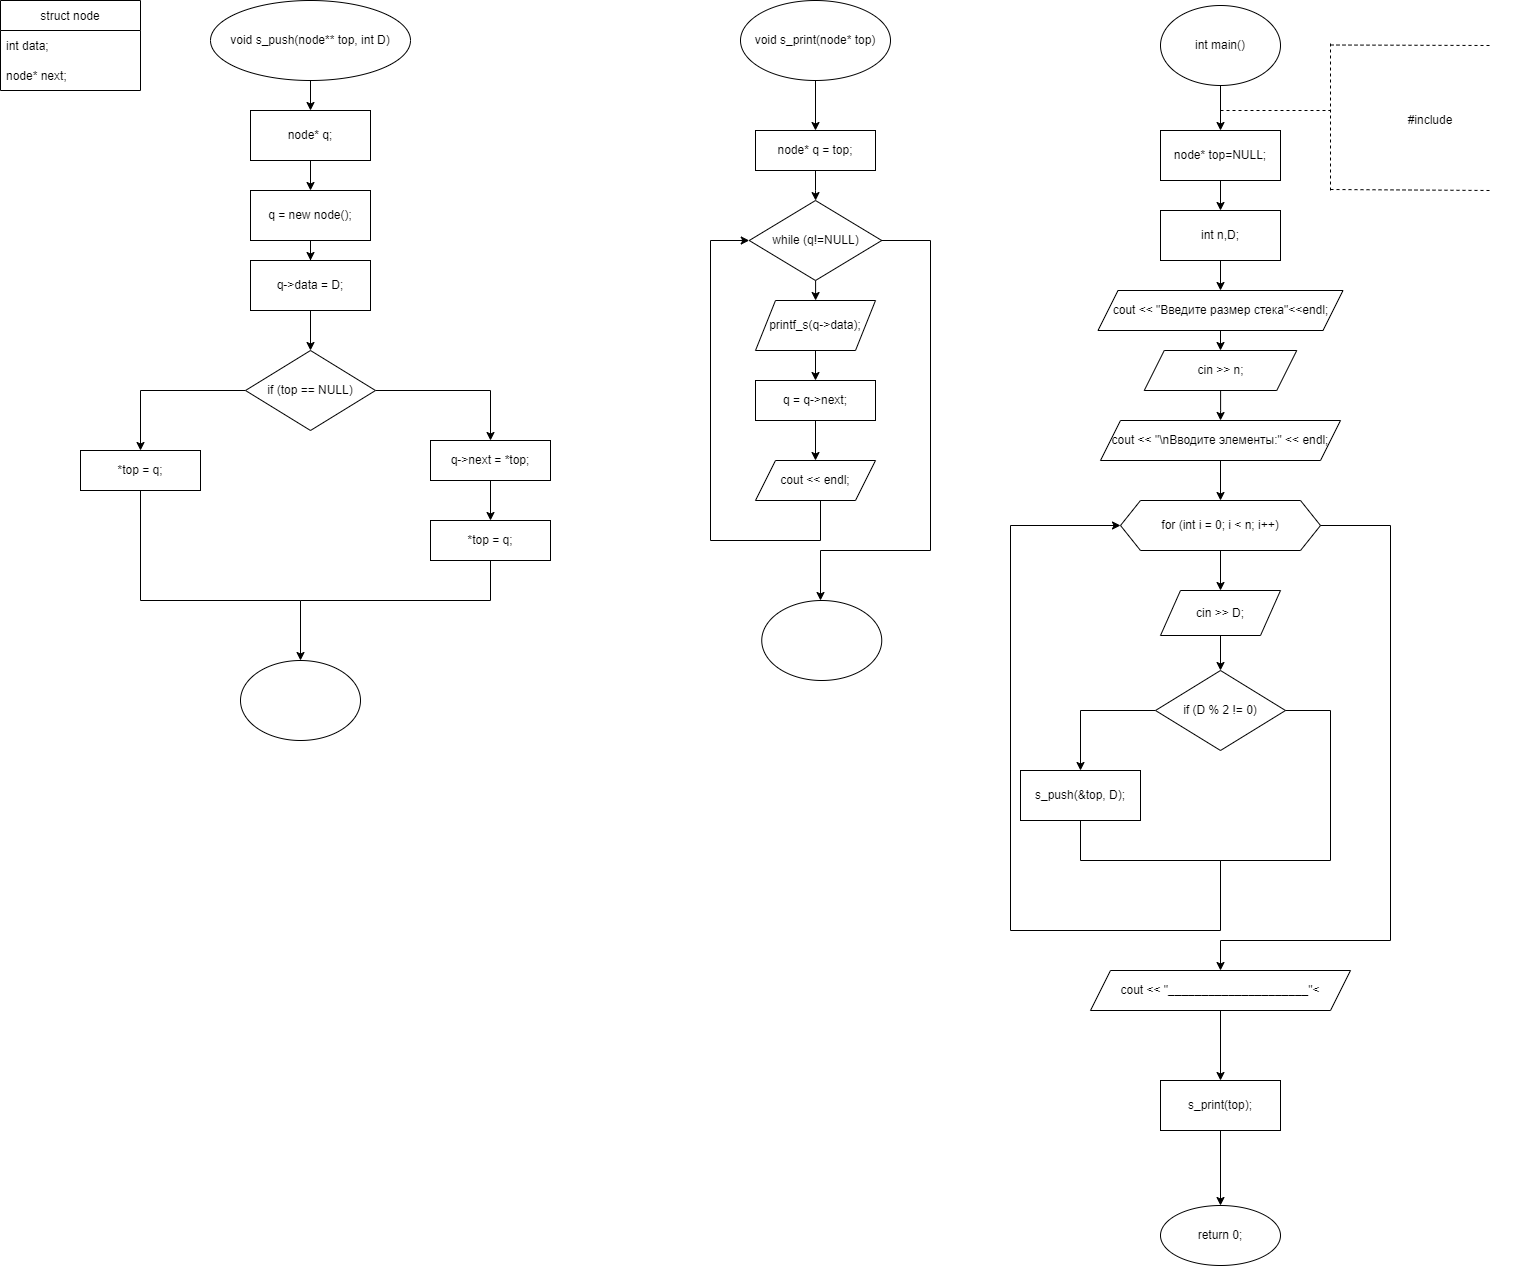 struct node
int data;
node* next;
void s_push(node** top, int D)
node* q;
q = new node();
q->data = D;
if (top == NULL)
*top = q;
q->next = *top;
*top = q;
void s_print(node* top)
node* q = top;
while (q!=NULL)
printf_s(q->data);
q = q->next;
cout << endl;
int main()
#include
node* top=NULL;
int n,D;
cout << "Введите размер стека"<<endl;
cin >> n;
cout << "\nВводите элементы:" << endl;
for (int i = 0; i < n; i++)
cin >> D;
if (D % 2 != 0)
s_push(&top, D);
cout << "_____________________"<
s_print(top);
return 0;